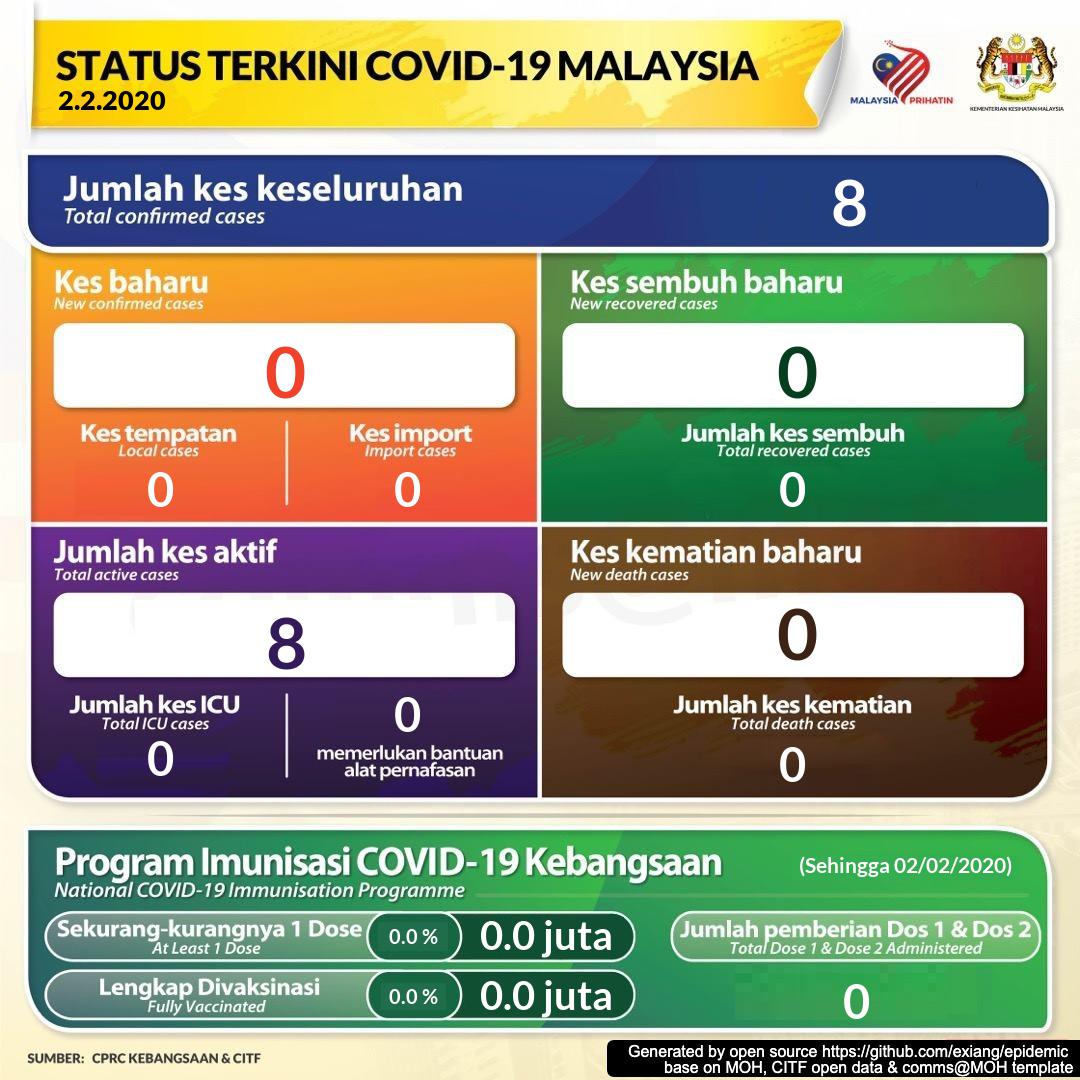 STATUS TERKINI COVID-19 MALAYSIA
2.2.2020
MALAYSIA PRIHATIN
KEMENTERIAN KESIHATAN MALAYSIA
Jumlah kes keseluruhan
Total confirmed cases
8
Kes baharu
New confirmed cases
0
Kes tempatan
Local cases
0
Kes import
Import cases
0
Kes sembuh baharu
New recovered cases
0
Jumlah kes sembuh
Total recovered cases
0
Jumlah kes aktif
Total active cases
8
Jumlah kes ICU
Total ICU cases
0
0
memerlukan bantuan
alat pernafasan
Kes kematian baharu
New death cases
0
Jumlah kes kematian
Total death cases
0
Program Imunisasi COVID-19 Kebangsaan
National COVID-19 Immunisation Programme
(Sehingga 02/02/2020)
Sekurang-kurangnya 1 Dose
At Least 1 Dose
0.0 %
0.0 juta
Lengkap Divaksinasi
Fully Vaccinated
0.0 %
0.0 juta
Jumlah pemberian Dos 1 & Dos 2
Total Dose 1 & Dose 2 Administered
0
SUMBER: CPRC KEBANGSAAN & CITF
Generated by open source https://github.com/exiang/epidemic
base on MOH, CITF open data & comms@MOH template